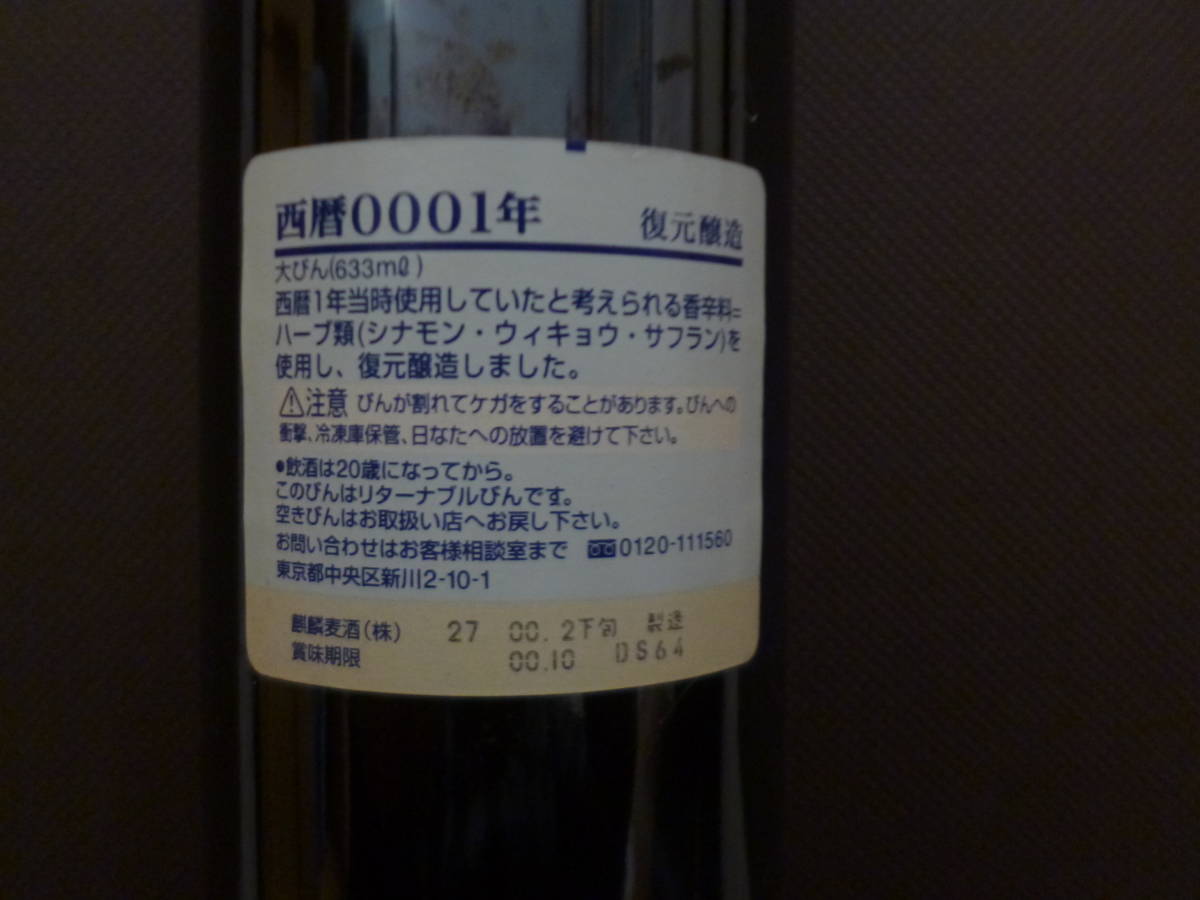 西暦0001年 復元醸造
大びん(633mℓ)
西暦1年当時使用していたと考えられる香辛料=
ハーブ類(シナモン・ウィキョウ・サフラン)を
使用し、復元醸造しました。
⚠注意 びんが割れてケガをすることがあります。びんへの
衝撃、冷凍庫保管、日なたへの放置を避けて下さい。
●飲酒は20歳になってから。
このびんはリターナブルびんです。
空きびんはお取扱い店へお戻し下さい。
お問い合わせはお客様相談室まで 0120-111560
東京都中央区新川2-10-1
麒麟麦酒(株) 27 00. 2下旬 製造
賞味期限 00.10 DS64